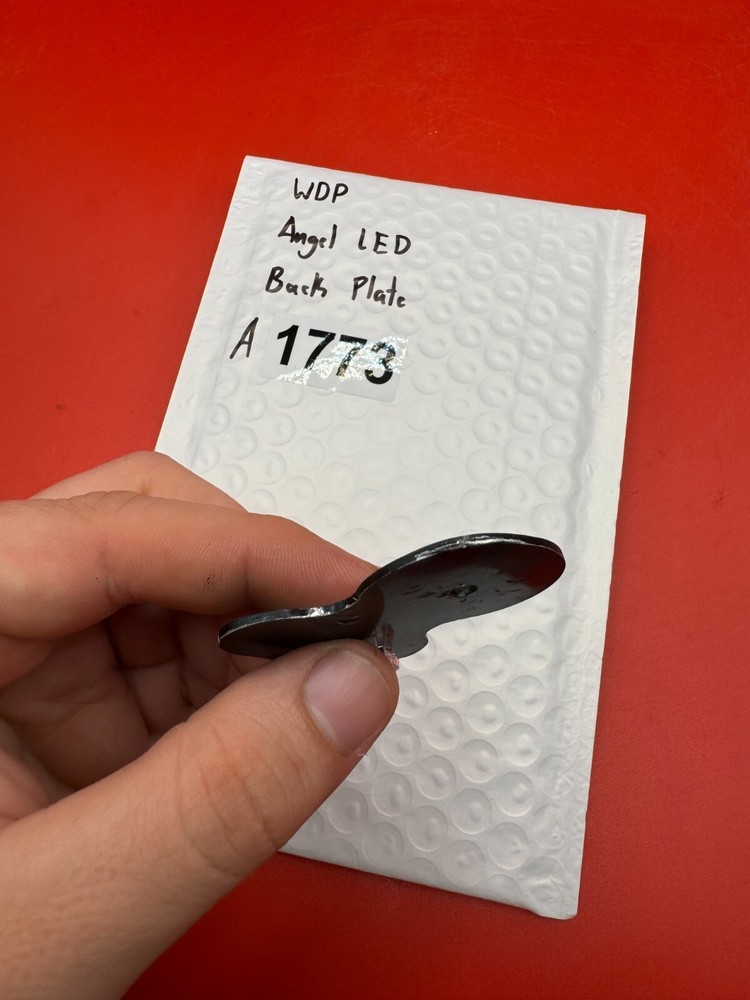 WDP
Angel LED
Back Plate
A 1773